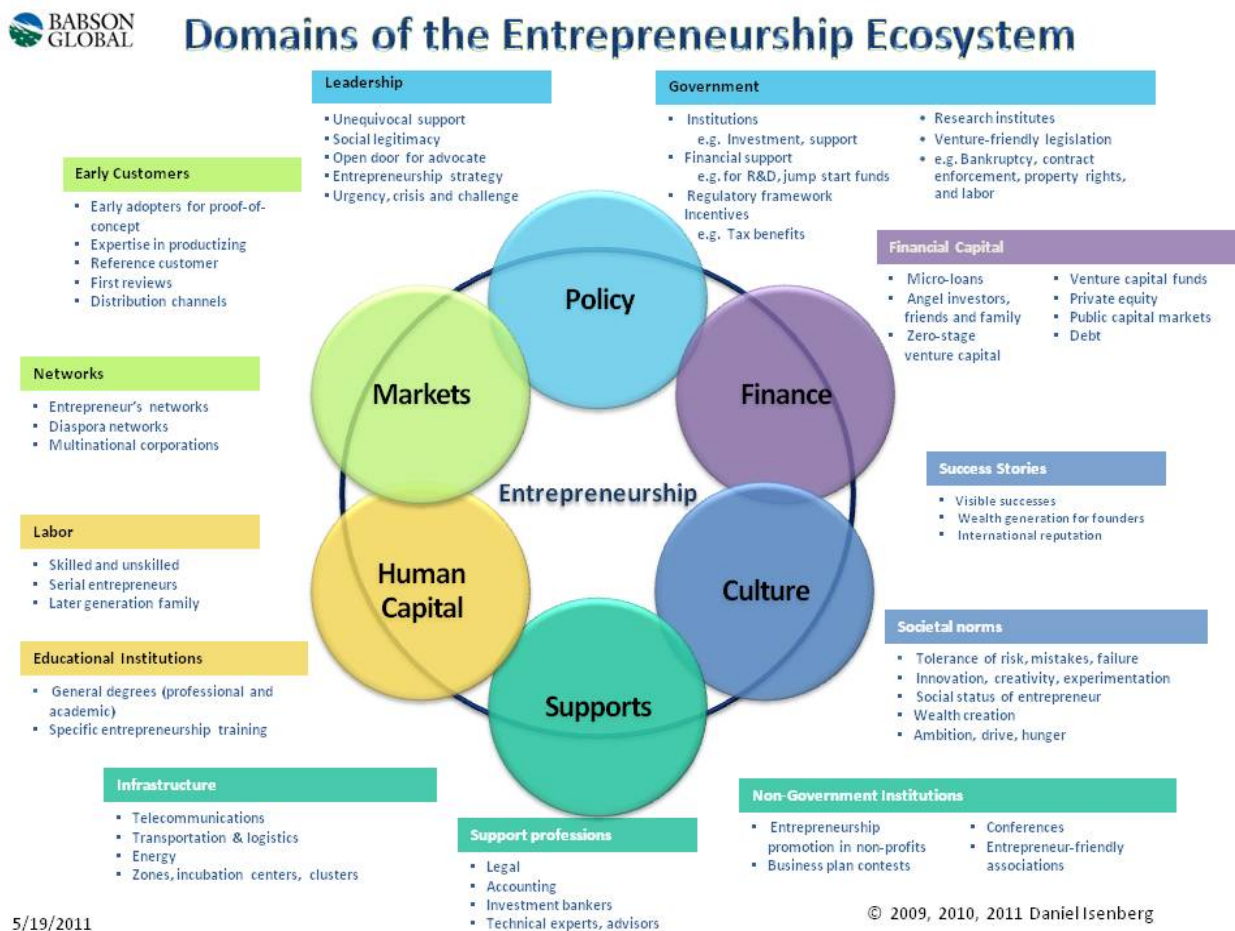 BABSON
GLOBAL
Domains of the Entrepreneurship Ecosystem
Leadership
▪ Unequivocal support
▪ Social legitimacy
▪ Open door for advocate
▪ Entrepreneurship strategy
▪ Urgency, crisis and challenge
Government
▪ Institutions
e.g. Investment, support
▪ Financial support
e.g. for R&D, jump start funds
▪ Regulatory framework
Incentives
e.g. Tax benefits
• Research institutes
• Venture-friendly legislation
• e.g. Bankruptcy, contract
enforcement, property rights,
and labor
Early Customers
▪ Early adopters for proof-of-
concept
▪ Expertise in productizing
▪ Reference customer
▪ First reviews
▪ Distribution channels
Financial Capital
▪ Micro-loans
▪ Angel investors,
friends and family
▪ Zero-stage
venture capital
▪ Venture capital funds
▪ Private equity
▪ Public capital markets
▪ Debt
Networks
▪ Entrepreneur's networks
▪ Diaspora networks
▪ Multinational corporations
Policy
Markets
Finance
Entrepreneurship
Human
Capital
Culture
Supports
Success Stories
▪ Visible successes
▪ Wealth generation for founders
▪ International reputation
Labor
▪ Skilled and unskilled
▪ Serial entrepreneurs
▪ Later generation family
Societal norms
▪ Tolerance of risk, mistakes, failure
▪ Innovation, creativity, experimentation
▪ Social status of entrepreneur
▪ Wealth creation
▪ Ambition, drive, hunger
Educational Institutions
▪ General degrees (professional and
academic)
▪ Specific entrepreneurship training
Infrastructure
▪ Telecommunications
▪ Transportation & logistics
▪ Energy
▪ Zones, incubation centers, clusters
Support professions
▪ Legal
▪ Accounting
▪ Investment bankers
▪ Technical experts, advisors
Non-Government Institutions
▪ Entrepreneurship
promotion in non-profits
▪ Business plan contests
▪ Conferences
▪ Entrepreneur-friendly
associations
5/19/2011
© 2009, 2010, 2011 Daniel Isenberg